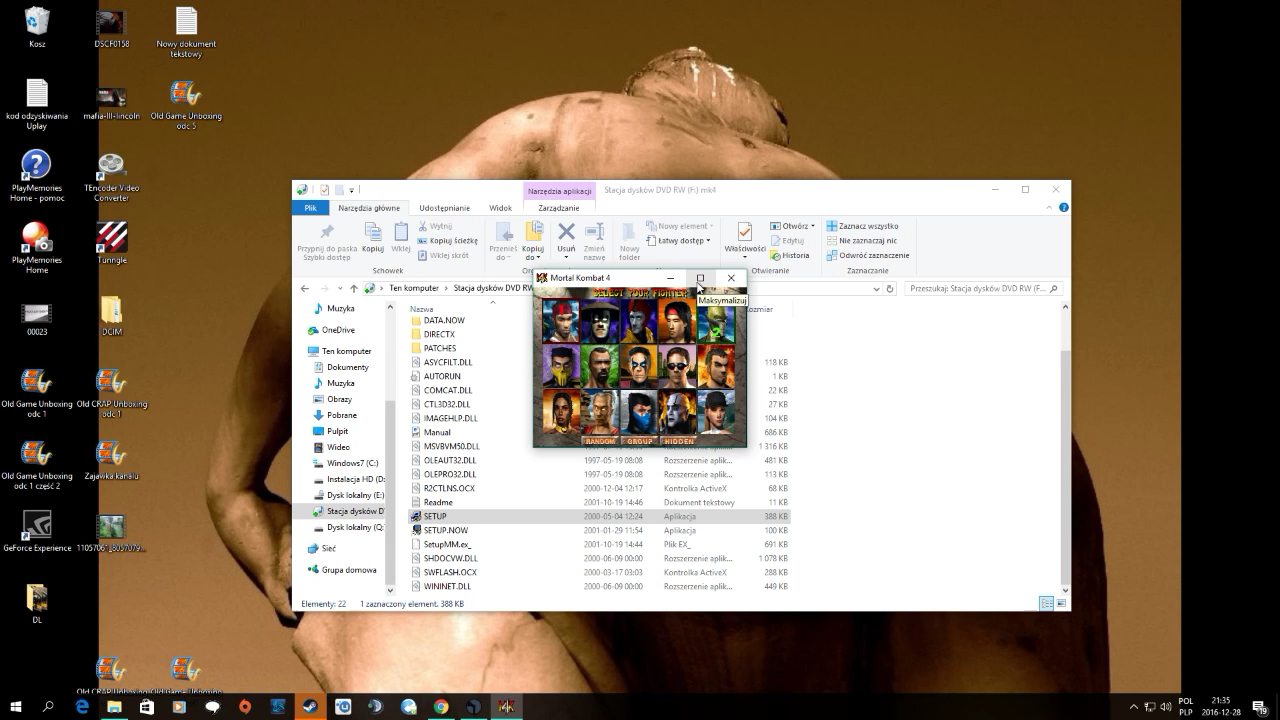 Kosz
DSCF0158
Nowy dokument
tekstowy
kod odzyskiwania
Uplay
mafia-III-lincoln
Old Game Unboxing
odc 5
PlayMemories
Home - pomoc
TEncoder Video
Converter
PlayMemories
Home
Tunngle
00023
DCIM
Old Game Unboxing
odc 1
Old CRAP Unboxing
odc 1
Old Game Unboxing
odc 1 część 2
Zajawka kanału
GeForce Experience
DL
Old CRAP Unboxing
Old Game Unboxing
Narzędzia aplikacji
Stacja dysków DVD RW (F:) mk4
Plik
Narzędzia główne
Udostępnianie
Widok
Zarządzanie
Przypnij do paska
Szybki dostęp
Kopiuj
Wklej
Wytnij
Kopiuj ścieżkę
Wklej skrót
Schowek
Przenieś
do
Kopiuj
do
Usuń
Zmień
nazwę
Nowy
folder
Nowy element
Łatwy dostęp
Właściwości
Otwórz
Edytuj
Historia
Otwieranie
Zaznacz wszystko
Nie zaznaczaj nic
Odwróć zaznaczenie
Zaznaczanie
Ten komputer
Stacja dysków DVD RW
Przeszukaj: Stacja dysków DVD RW (F...
Muzyka
OneDrive
Ten komputer
Dokumenty
Muzyka
Obrazy
Pobrane
Pulpit
Wideo
Windows7 (C:)
Instalacja HD (D:
Dysk lokalny (E:)
Stacja dysków D
Dysk lokalny (Q:
Sieć
Grupa domowa
Nazwa
DATA.NOW
DIRECTX
PATCHES
ASYCFILT.DLL 118 KB
AUTORUN 1 KB
COMCAT.DLL 22 KB
CTL3D32.DLL 27 KB
IMAGEHLP.DLL 104 KB
Manual 686 KB
MSVBVM50.DLL 1 316 KB
OLEAUT32.DLL 1997-05-19 08:08 Rozszerzenie aplik... 481 KB
OLEPRO32.DLL 1997-05-19 08:08 Rozszerzenie aplik... 113 KB
R2CTLNS.OCX 2000-12-04 12:17 Kontrolka ActiveX 68 KB
Readme 2001-10-19 14:46 Dokument tekstowy 11 KB
SETUP 2000-05-04 12:24 Aplikacja 388 KB
SETUP.NOW 2001-01-29 11:54 Aplikacja 100 KB
SetupMM.ex_ 2001-10-19 14:44 Plik EX_ 691 KB
SHDOCVW.DLL 2000-06-09 00:00 Rozszerzenie aplik... 1 078 KB
SWFLASH.OCX 2000-03-17 03:03 Kontrolka ActiveX 288 KB
WININET.DLL 2000-06-09 00:00 Rozszerzenie aplik... 449 KB
Elementy: 22 1 zaznaczony element, 388 KB
Mortal Kombat 4
Maksymalizuj
SELECT YOUR FIGHTER
RANDOM GROUP HIDDEN
POL
PLP
21:35
2016-12-28
19